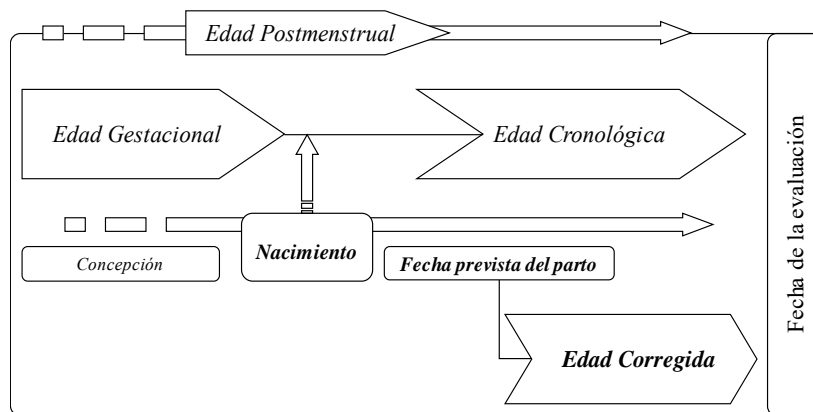 Edad Postmenstrual
Edad Gestacional
Edad Cronológica
Concepción
Nacimiento
Fecha prevista del parto
Edad Corregida
Fecha de la evaluación